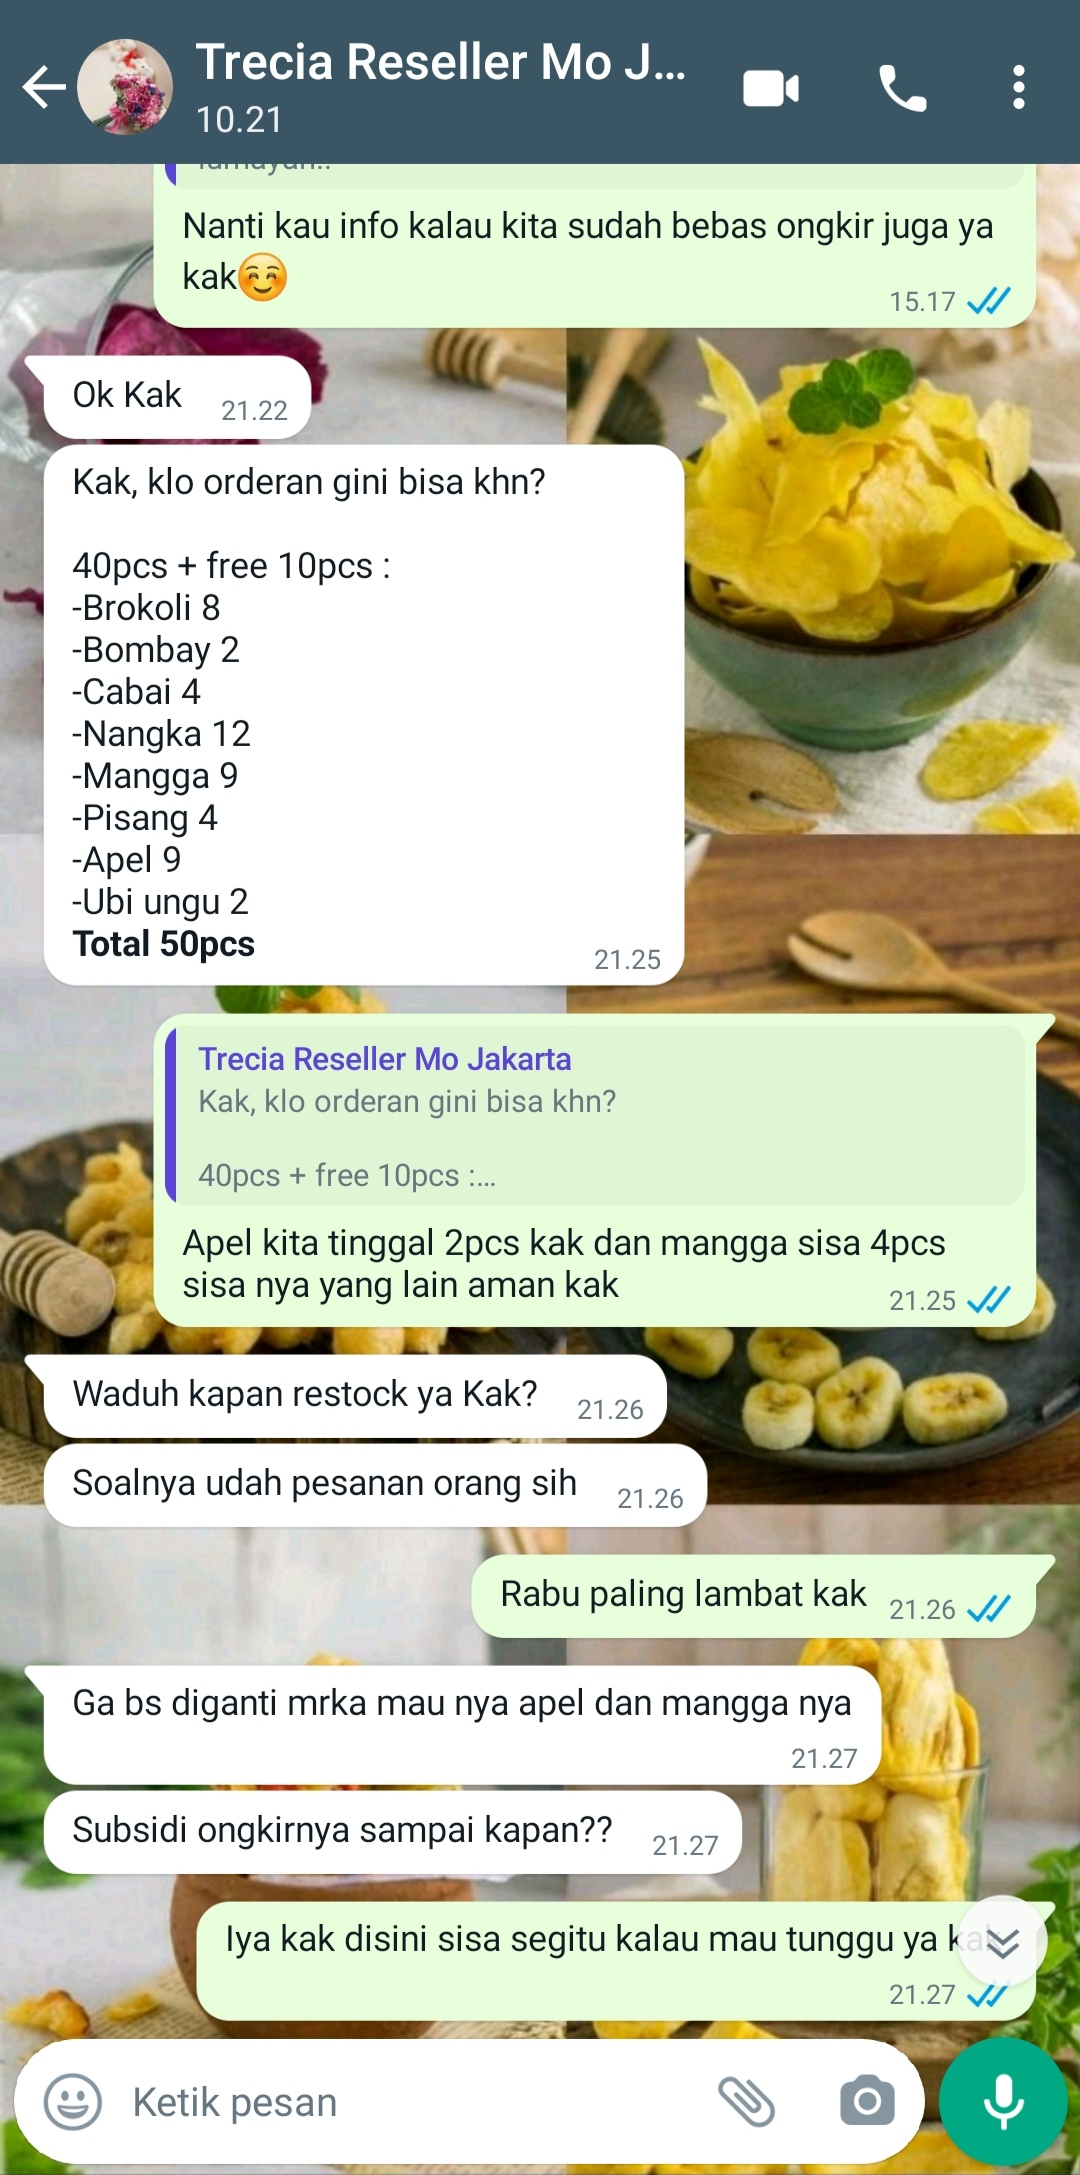 Trecia Reseller Mo J...
10.21
Nanti kau info kalau kita sudah bebas ongkir juga ya
kak☺️
15.17
Ok Kak
21.22
Kak, klo orderan gini bisa khn?
40pcs + free 10pcs :
-Brokoli 8
-Bombay 2
-Cabai 4
-Nangka 12
-Mangga 9
-Pisang 4
-Apel 9
-Ubi ungu 2
Total 50pcs
21.25
Trecia Reseller Mo Jakarta
Kak, klo orderan gini bisa khn?
40pcs + free 10pcs :...
Apel kita tinggal 2pcs kak dan mangga sisa 4pcs
sisa nya yang lain aman kak
21.25
Waduh kapan restock ya Kak?
21.26
Soalnya udah pesanan orang sih
21.26
Rabu paling lambat kak
21.26
Ga bs diganti mrka mau nya apel dan mangga nya
21.27
Subsidi ongkirnya sampai kapan??
21.27
Iya kak disini sisa segitu kalau mau tunggu ya kak
21.27
Ketik pesan